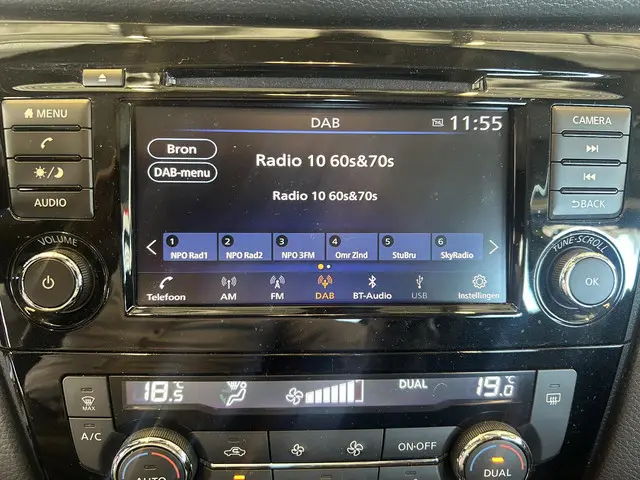 MENU
AUDIO
DAB
11:55
Bron
DAB-menu
Radio 10 60s&70s
Radio 10 60s&70s
1 2 3 4 5 6
NPO Rad1 NPO Rad2 NPO 3FM Omr Zlnd StuBru SkyRadio
Telefoon AM FM DAB BT-Audio USB Instellingen
CAMERA
BACK
VOLUME
TUNE·SCROLL
OK
18.5°C
DUAL
19.0°C
MAX
A/C
ON·OFF
AUTO
DUAL